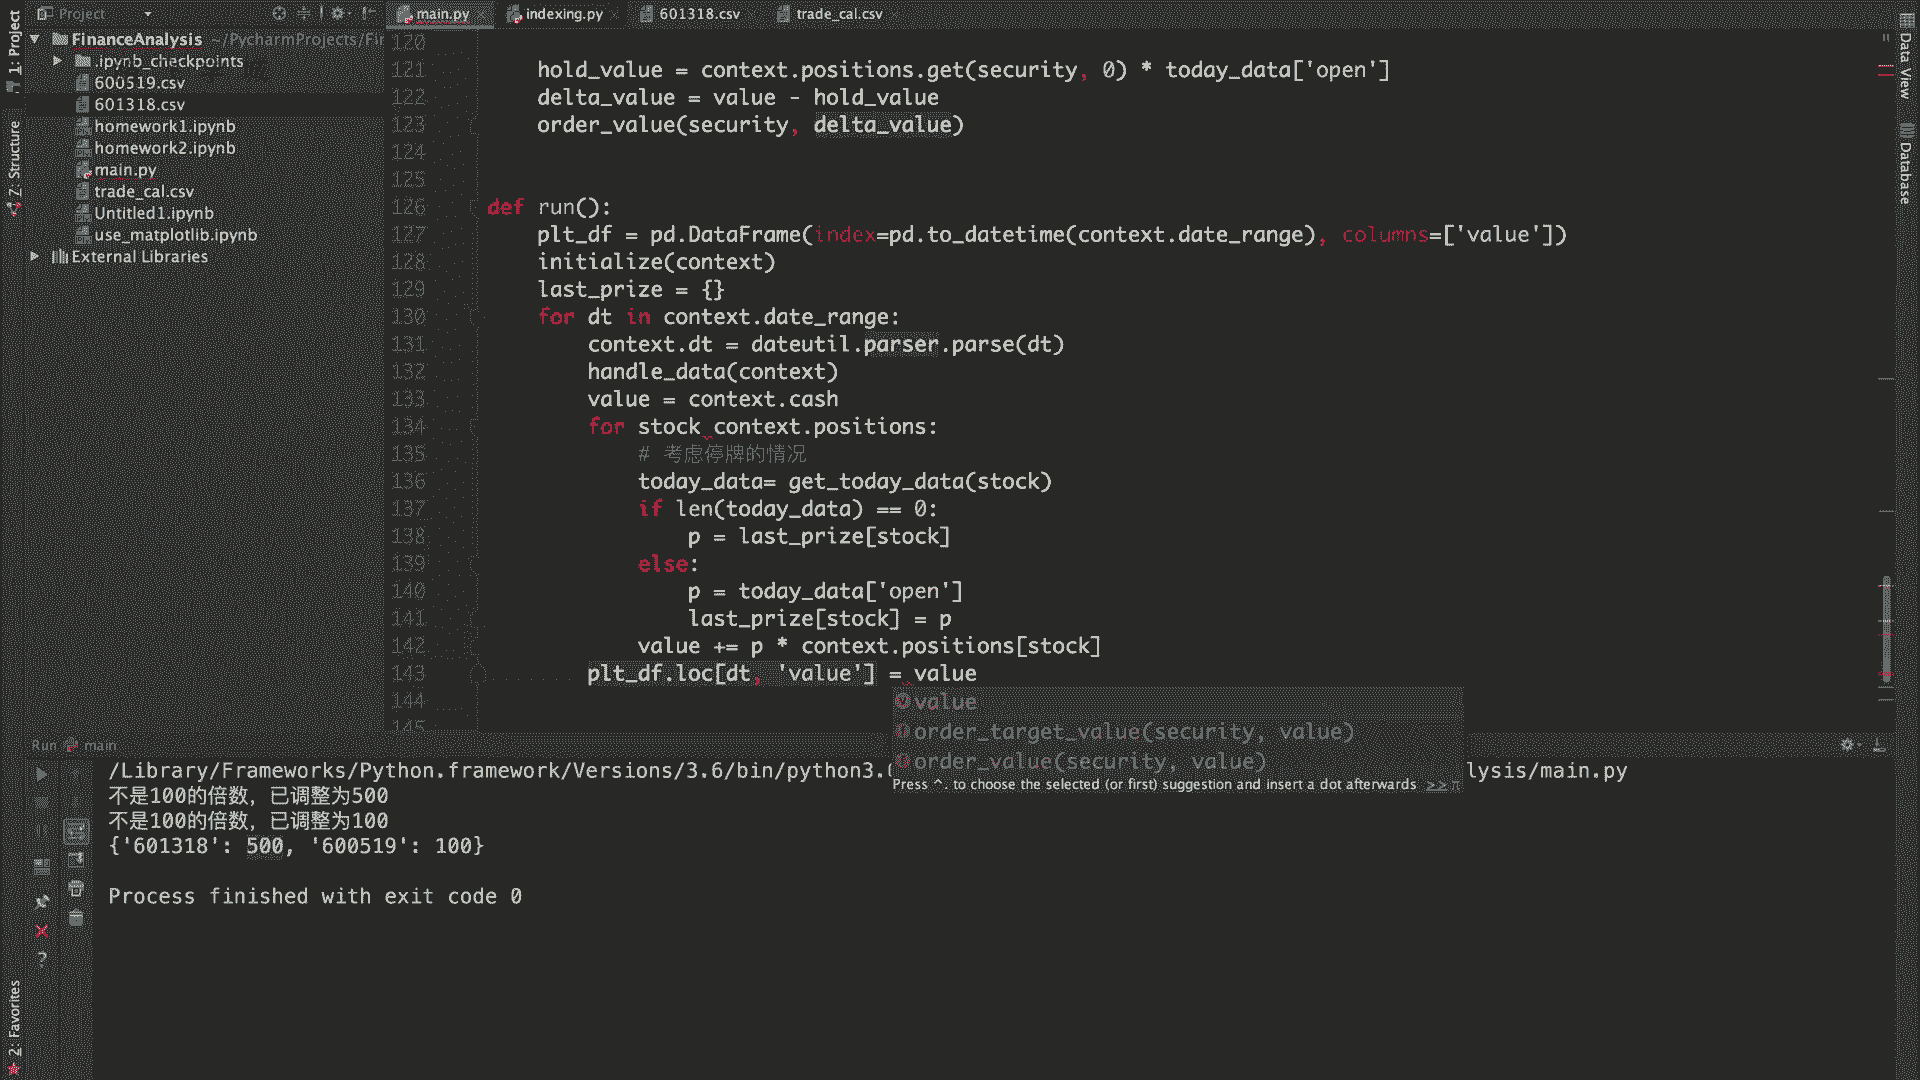 Project
main.py
indexing.py
601318.csv
trade_cal.csv
1: Project
Z: Structure
2: Favorites
FinanceAnalysis ~/PycharmProjects/Fir
.ipynb_checkpoints
600519.csv
601318.csv
homework1.ipynb
homework2.ipynb
main.py
trade_cal.csv
Untitled1.ipynb
use_matplotlib.ipynb
External Libraries
120
121 hold_value = context.positions.get(security, 0) * today_data['open']
122 delta_value = value - hold_value
123 order_value(security, delta_value)
124
125
126 def run():
127 plt_df = pd.DataFrame(index=pd.to_datetime(context.date_range), columns=['value'])
128 initialize(context)
129 last_prize = {}
130 for dt in context.date_range:
131 context.dt = dateutil.parser.parse(dt)
132 handle_data(context)
133 value = context.cash
134 for stock context.positions:
135 # 考虑停牌的情况
136 today_data= get_today_data(stock)
137 if len(today_data) == 0:
138 p = last_prize[stock]
139 else:
140 p = today_data['open']
141 last_prize[stock] = p
142 value += p * context.positions[stock]
143 plt_df.loc[dt, 'value'] = value
144
145
value
order_target_value(security, value)
order_value(security, value)
Press ^. to choose the selected (or first) suggestion and insert a dot afterwards >>
Data View
Database
Run main
/Library/Frameworks/Python.framework/Versions/3.6/bin/python3. lysis/main.py
不是100的倍数，已调整为500
不是100的倍数，已调整为100
{'601318': 500, '600519': 100}
Process finished with exit code 0